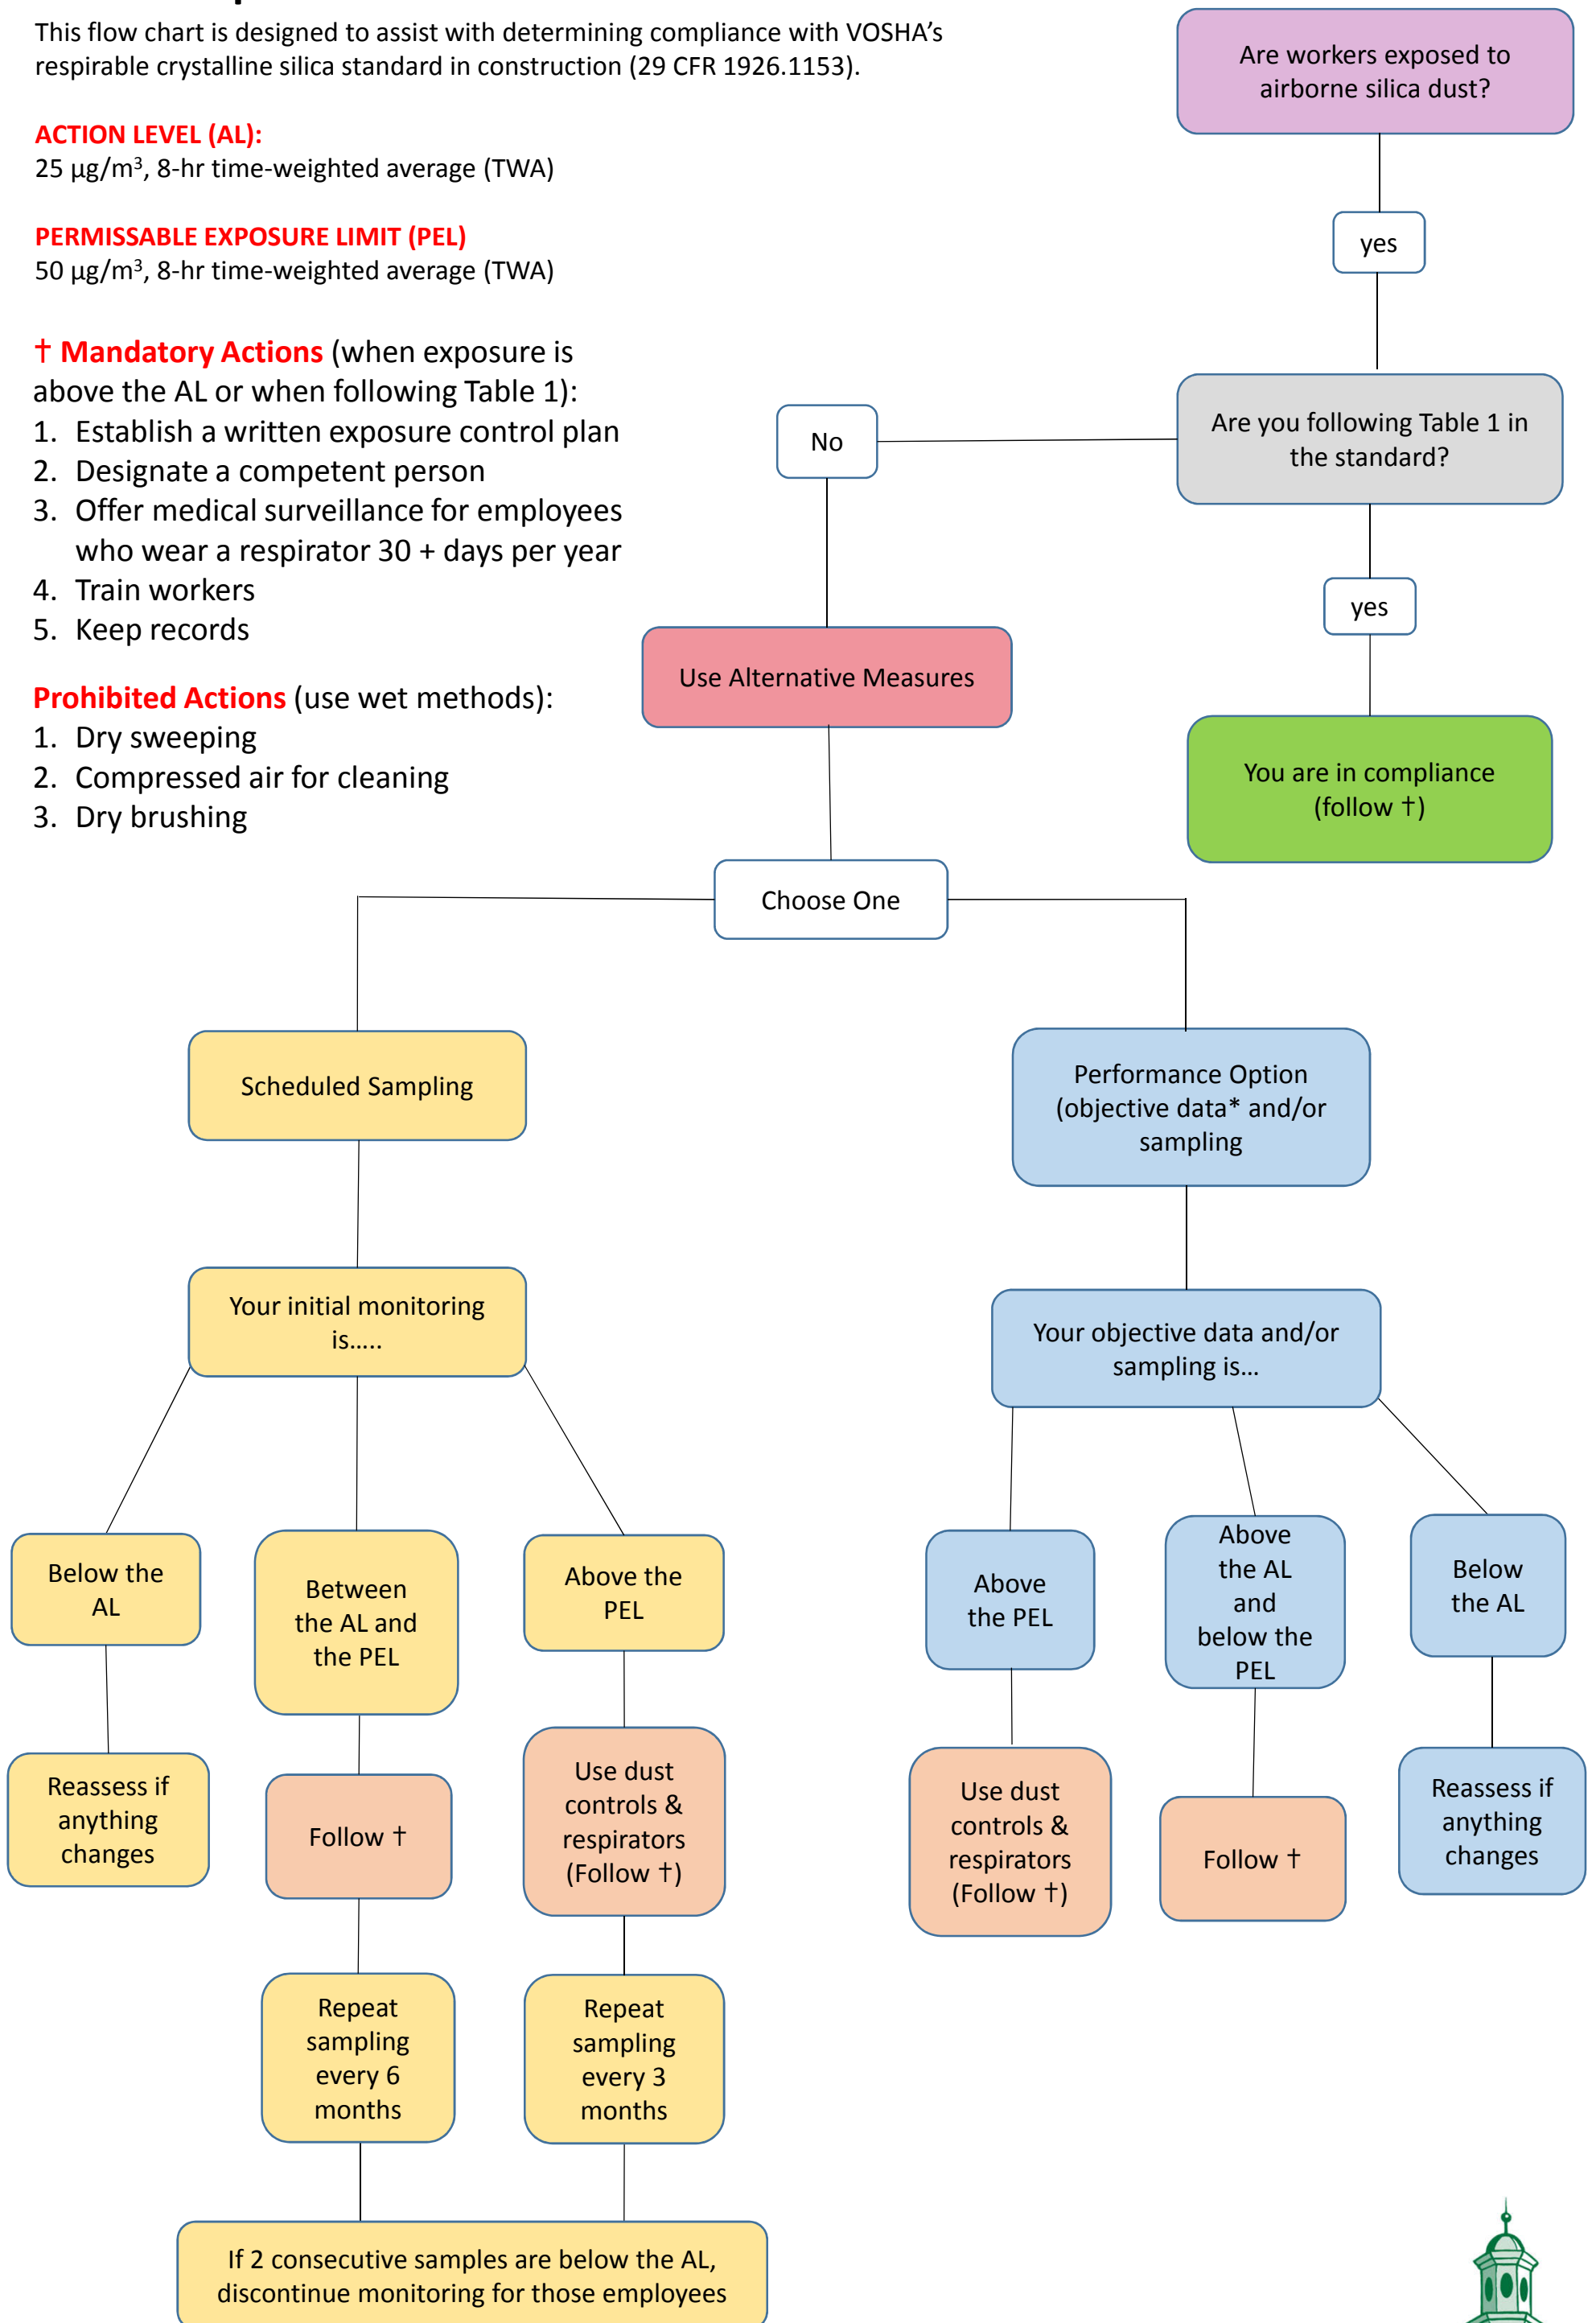 This flow chart is designed to assist with determining compliance with VOSHA's
respirable crystalline silica standard in construction (29 CFR 1926.1153).
ACTION LEVEL (AL):
25 µg/m³, 8-hr time-weighted average (TWA)
PERMISSABLE EXPOSURE LIMIT (PEL)
50 µg/m³, 8-hr time-weighted average (TWA)
† Mandatory Actions (when exposure is
above the AL or when following Table 1):
1. Establish a written exposure control plan
2. Designate a competent person
3. Offer medical surveillance for employees
who wear a respirator 30 + days per year
4. Train workers
5. Keep records
Prohibited Actions (use wet methods):
1. Dry sweeping
2. Compressed air for cleaning
3. Dry brushing
Are workers exposed to
airborne silica dust?
yes
Are you following Table 1 in
the standard?
No
yes
Use Alternative Measures
You are in compliance
(follow †)
Choose One
Scheduled Sampling
Performance Option
(objective data* and/or
sampling
Your initial monitoring
is.....
Your objective data and/or
sampling is...
Below the
AL
Between
the AL and
the PEL
Above the
PEL
Above
the PEL
Above
the AL
and
below the
PEL
Below
the AL
Reassess if
anything
changes
Follow †
Use dust
controls &
respirators
(Follow †)
Use dust
controls &
respirators
(Follow †)
Follow †
Reassess if
anything
changes
Repeat
sampling
every 6
months
Repeat
sampling
every 3
months
If 2 consecutive samples are below the AL,
discontinue monitoring for those employees